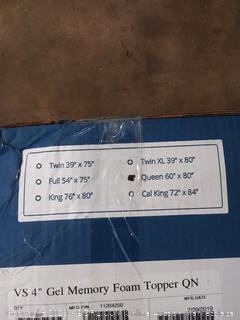 Twin 39" x 75"
Twin XL 39" x 80"
Full 54" x 75"
Queen 60" x 80"
King 76" x 80"
Cal King 72" x 84"
VS 4" Gel Memory Foam Topper QN
QTY
MFG P/N
11204250
MFG DATE
7/29/2019